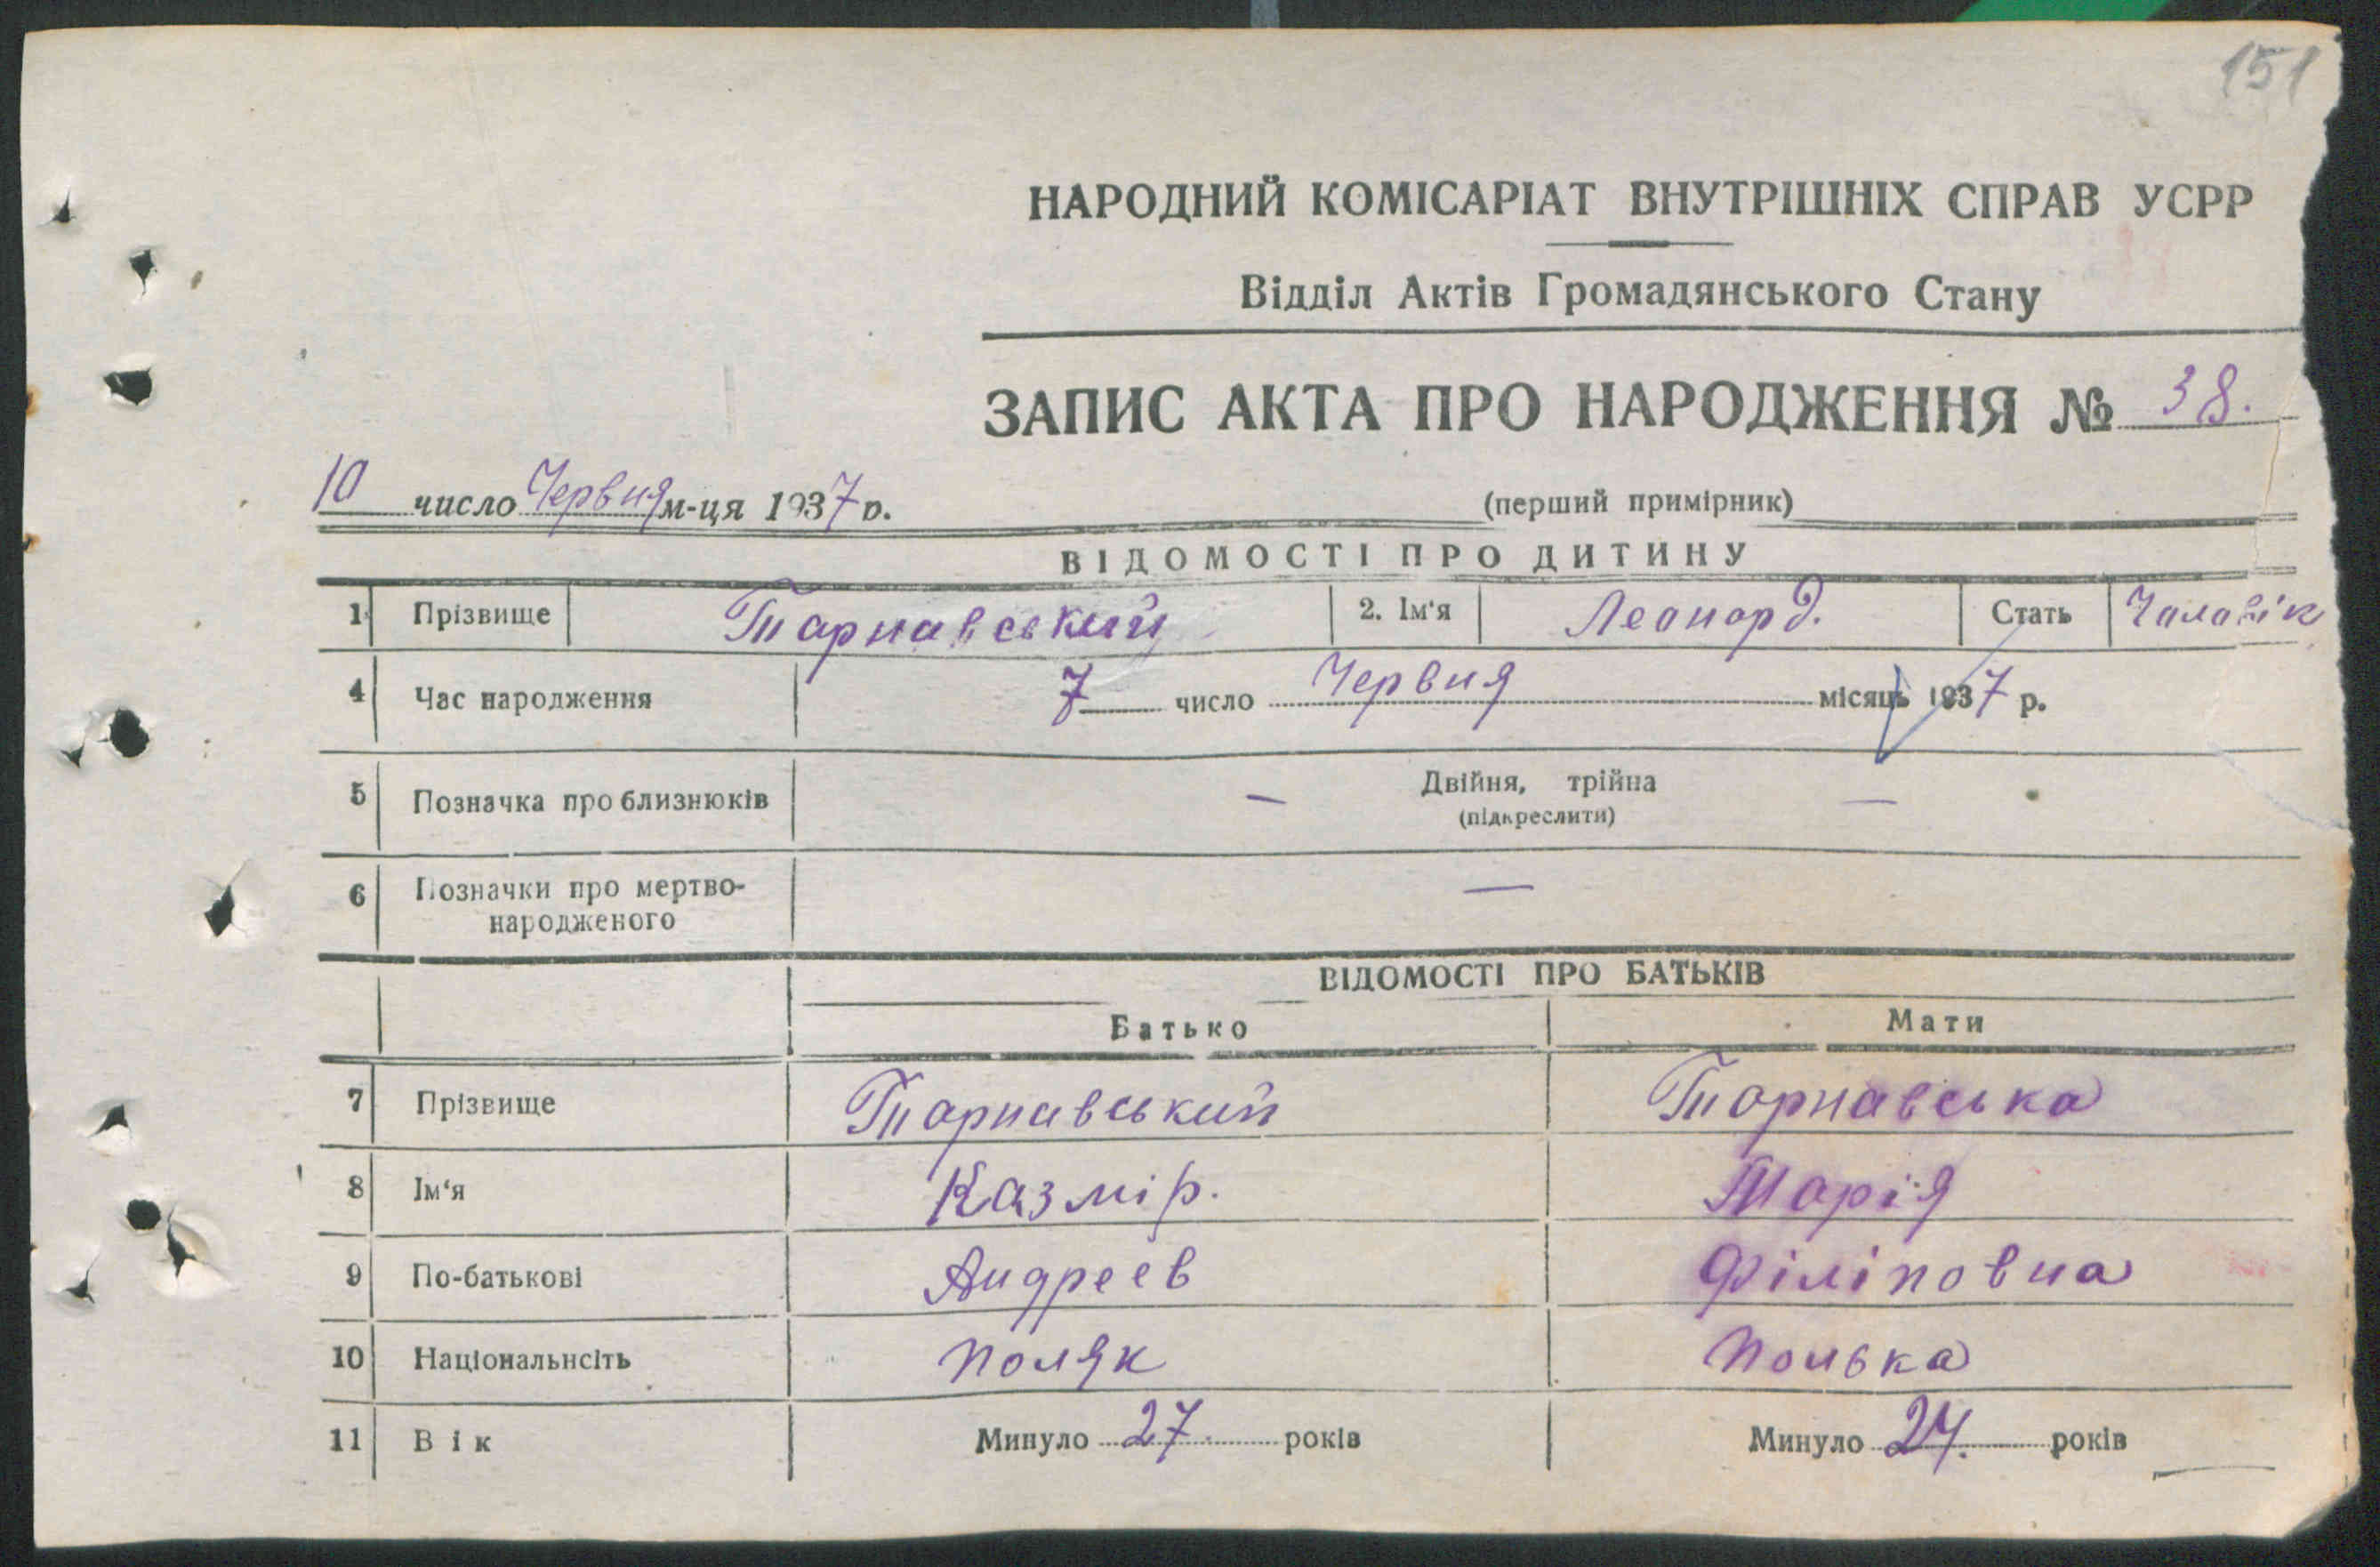 151
НАРОДНИЙ КОМІСАРІАТ ВНУТРІШНІХ СПРАВ УСРР
Відділ Актів Громадянського Стану
ЗАПИС АКТА ПРО НАРОДЖЕННЯ № 38.
10 число Червня м-ця 1937 р.
(перший примірник)
ВІДОМОСТІ ПРО ДИТИНУ
1 Прізвище Тарнавський 2. Ім'я Леонорд. Стать Чаловік
4 Час народження 7 число Червня місяць 1937 р.
5 Позначка про близнюків — Двійня, трійна —
(підкреслити)
6 Позначки про мертво-
народженого —
ВІДОМОСТІ ПРО БАТЬКІВ
Батько Мати
7 Прізвище Тарнавський Тарнавська
8 Ім'я Казмір. Марія
9 По-батькові Андреев Філіповна
10 Національнсіть поляк полька
11 Вік Минуло 27. років Минуло 24. років